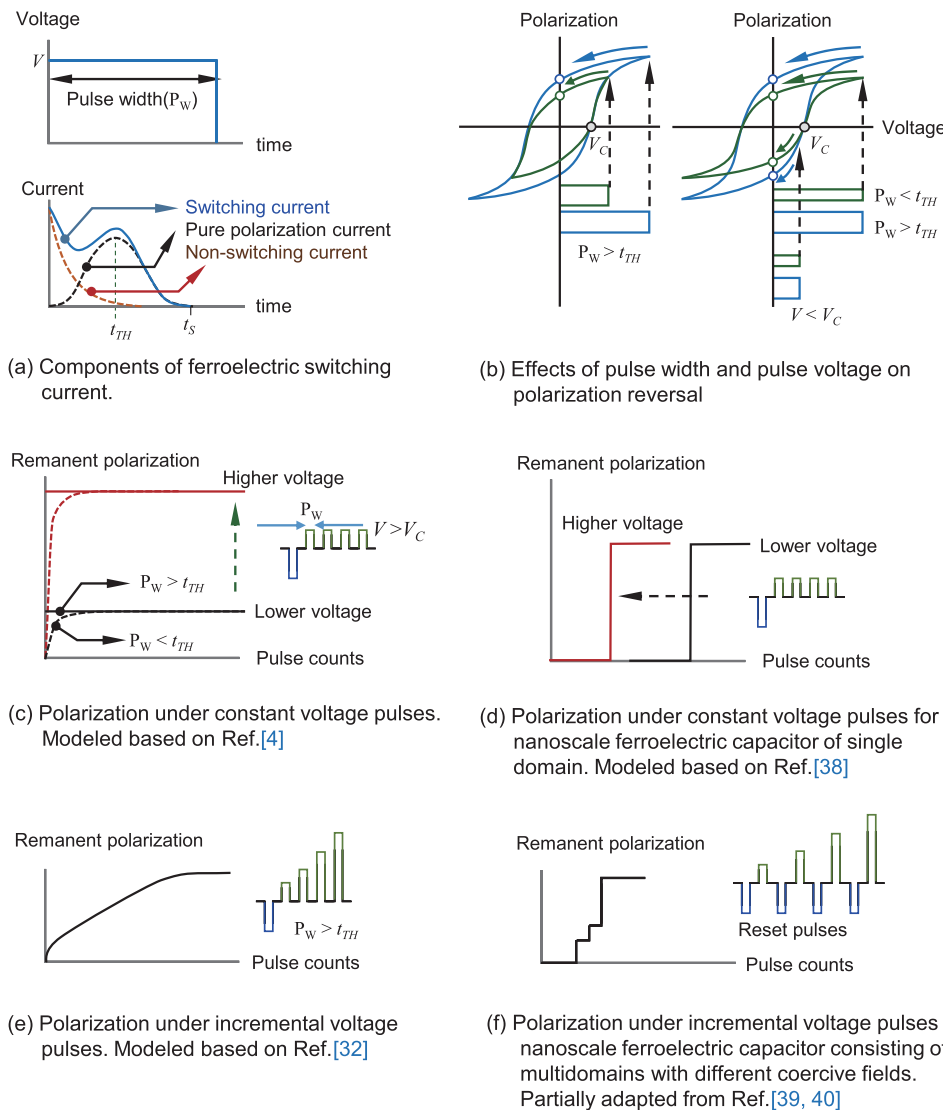 Voltage
V
Pulse width(PW)
time
Current
Switching current
Pure polarization current
Non-switching current
time
tTH
tS
(a) Components of ferroelectric switching
current.
Polarization
Polarization
VC
Voltage
VC
PW < tTH
PW > tTH
PW > tTH
V < VC
(b) Effects of pulse width and pulse voltage on
polarization reversal
Remanent polarization
Higher voltage
PW
V >VC
PW > tTH
Lower voltage
PW < tTH
Pulse counts
(c) Polarization under constant voltage pulses.
Modeled based on Ref.[4]
Remanent polarization
Higher voltage
Lower voltage
Pulse counts
(d) Polarization under constant voltage pulses for
nanoscale ferroelectric capacitor of single
domain. Modeled based on Ref.[38]
Remanent polarization
PW > tTH
Pulse counts
(e) Polarization under incremental voltage
pulses. Modeled based on Ref.[32]
Remanent polarization
Reset pulses
Pulse counts
(f) Polarization under incremental voltage pulses
nanoscale ferroelectric capacitor consisting o
multidomains with different coercive fields.
Partially adapted from Ref.[39, 40]